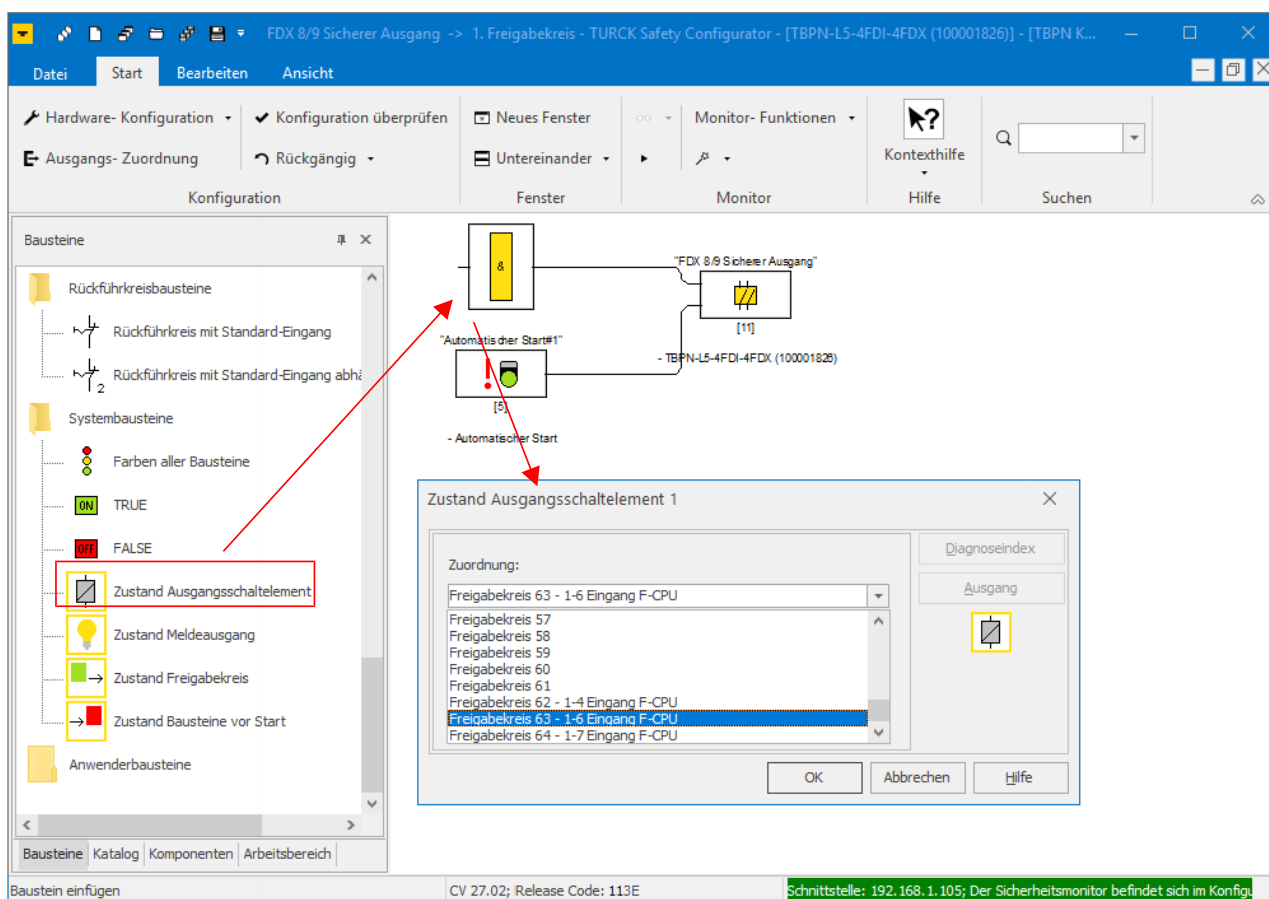 FDX 8/9 Sicherer Ausgang -> 1. Freigabekreis - TURCK Safety Configurator - [TBPN-L5-4FDI-4FDX (100001826)] - [TBPN K...
Datei Start Bearbeiten Ansicht
Hardware- Konfiguration Konfiguration überprüfen Neues Fenster Monitor- Funktionen
Ausgangs- Zuordnung Rückgängig Untereinander Kontexthilfe
Konfiguration Fenster Monitor Hilfe Suchen
Bausteine
Rückführkreisbausteine
Rückführkreis mit Standard-Eingang
2 Rückführkreis mit Standard-Eingang abhä
Systembausteine
Farben aller Bausteine
ON TRUE
OFF FALSE
Zustand Ausgangsschaltelement
Zustand Meldeausgang
Zustand Freigabekreis
Zustand Bausteine vor Start
Anwenderbausteine
Bausteine Katalog Komponenten Arbeitsbereich
&
"FDX 8/9 Sicherer Ausgang"
[11]
- TBPN-L5-4FDI-4FDX (100001826)
"Automatischer Start#1"
[5]
- Automatischer Start
Zustand Ausgangsschaltelement 1
Zuordnung:
Freigabekreis 63 - 1-6 Eingang F-CPU
Freigabekreis 57
Freigabekreis 58
Freigabekreis 59
Freigabekreis 60
Freigabekreis 61
Freigabekreis 62 - 1-4 Eingang F-CPU
Freigabekreis 63 - 1-6 Eingang F-CPU
Freigabekreis 64 - 1-7 Eingang F-CPU
Diagnoseindex
Ausgang
OK Abbrechen Hilfe
Baustein einfügen CV 27.02; Release Code: 113E Schnittstelle: 192.168.1.105; Der Sicherheitsmonitor befindet sich im Konfigu